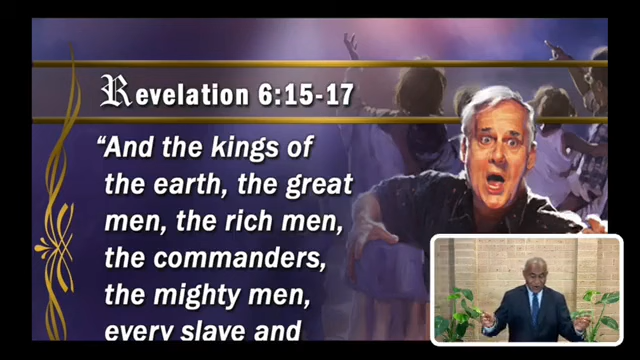 Revelation 6:15-17
“And the kings of
the earth, the great
men, the rich men,
the commanders,
the mighty men,
every slave and